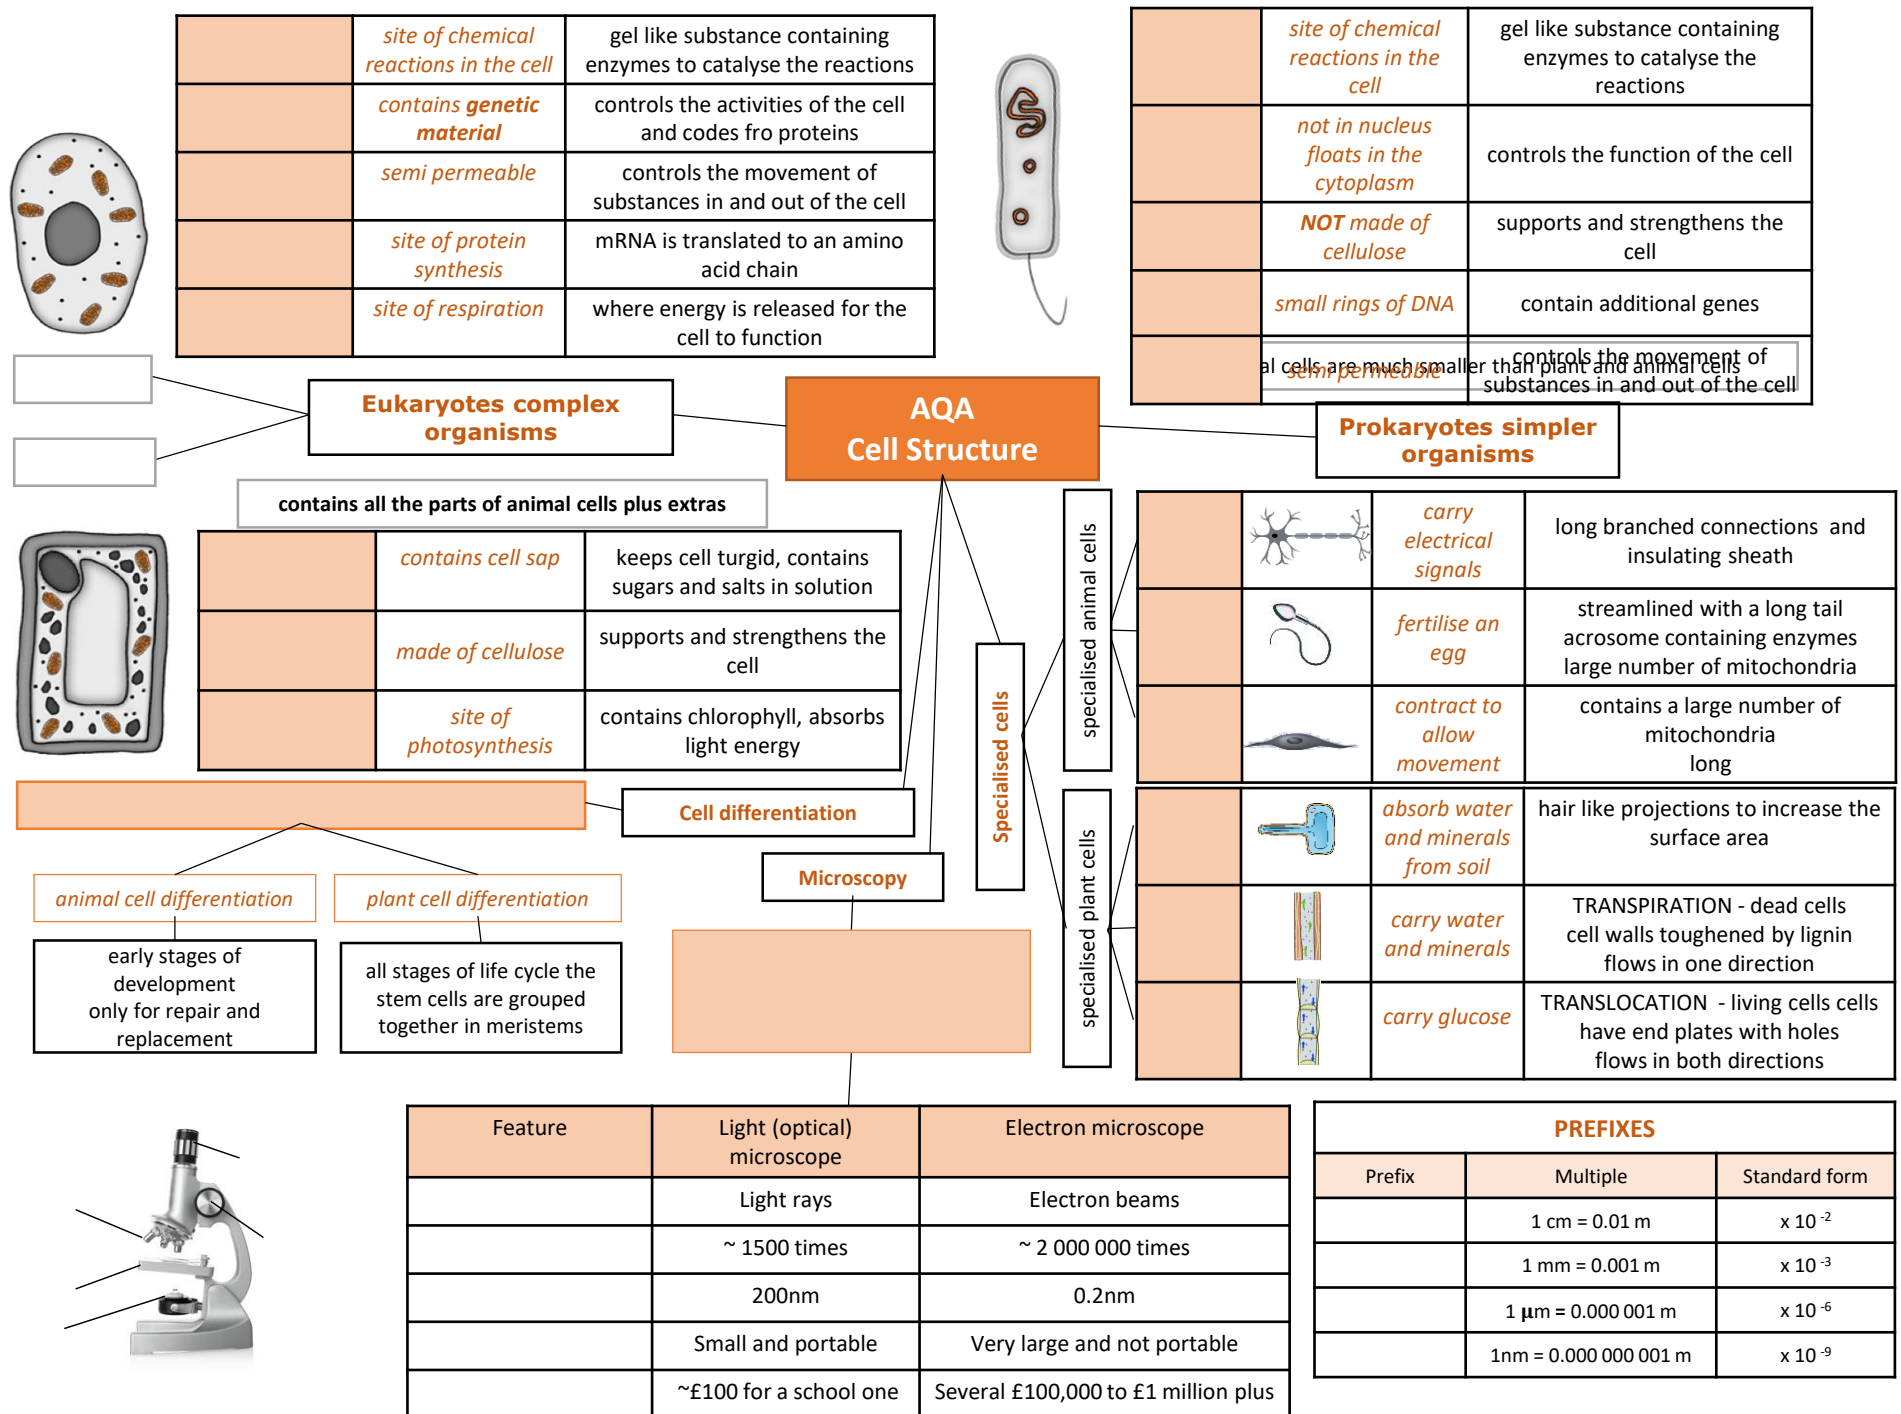 site of chemical
reactions in the cell
gel like substance containing
enzymes to catalyse the reactions
contains genetic
material
controls the activities of the cell
and codes fro proteins
semi permeable
controls the movement of
substances in and out of the cell
site of protein
synthesis
mRNA is translated to an amino
acid chain
site of respiration
where energy is released for the
cell to function
site of chemical
reactions in the
cell
gel like substance containing
enzymes to catalyse the
reactions
not in nucleus
floats in the
cytoplasm
controls the function of the cell
NOT made of
cellulose
supports and strengthens the
cell
small rings of DNA
contain additional genes
semi permeable
controls the movement of
substances in and out of the cell
al cells are much smaller than plant and animal cells
Eukaryotes complex
organisms
AQA
Cell Structure
Prokaryotes simpler
organisms
contains all the parts of animal cells plus extras
contains cell sap
keeps cell turgid, contains
sugars and salts in solution
made of cellulose
supports and strengthens the
cell
site of
photosynthesis
contains chlorophyll, absorbs
light energy
Specialised cells
specialised animal cells
carry
electrical
signals
long branched connections and
insulating sheath
fertilise an
egg
streamlined with a long tail
acrosome containing enzymes
large number of mitochondria
contract to
allow
movement
contains a large number of
mitochondria
long
specialised plant cells
absorb water
and minerals
from soil
hair like projections to increase the
surface area
carry water
and minerals
TRANSPIRATION - dead cells
cell walls toughened by lignin
flows in one direction
carry glucose
TRANSLOCATION - living cells cells
have end plates with holes
flows in both directions
Cell differentiation
Microscopy
animal cell differentiation
plant cell differentiation
early stages of
development
only for repair and
replacement
all stages of life cycle the
stem cells are grouped
together in meristems
Feature
Light (optical)
microscope
Electron microscope
Light rays
Electron beams
~ 1500 times
~ 2 000 000 times
200nm
0.2nm
Small and portable
Very large and not portable
~£100 for a school one
Several £100,000 to £1 million plus
PREFIXES
Prefix
Multiple
Standard form
1 cm = 0.01 m
x 10 -2
1 mm = 0.001 m
x 10 -3
1 μm = 0.000 001 m
x 10 -6
1nm = 0.000 000 001 m
x 10 -9